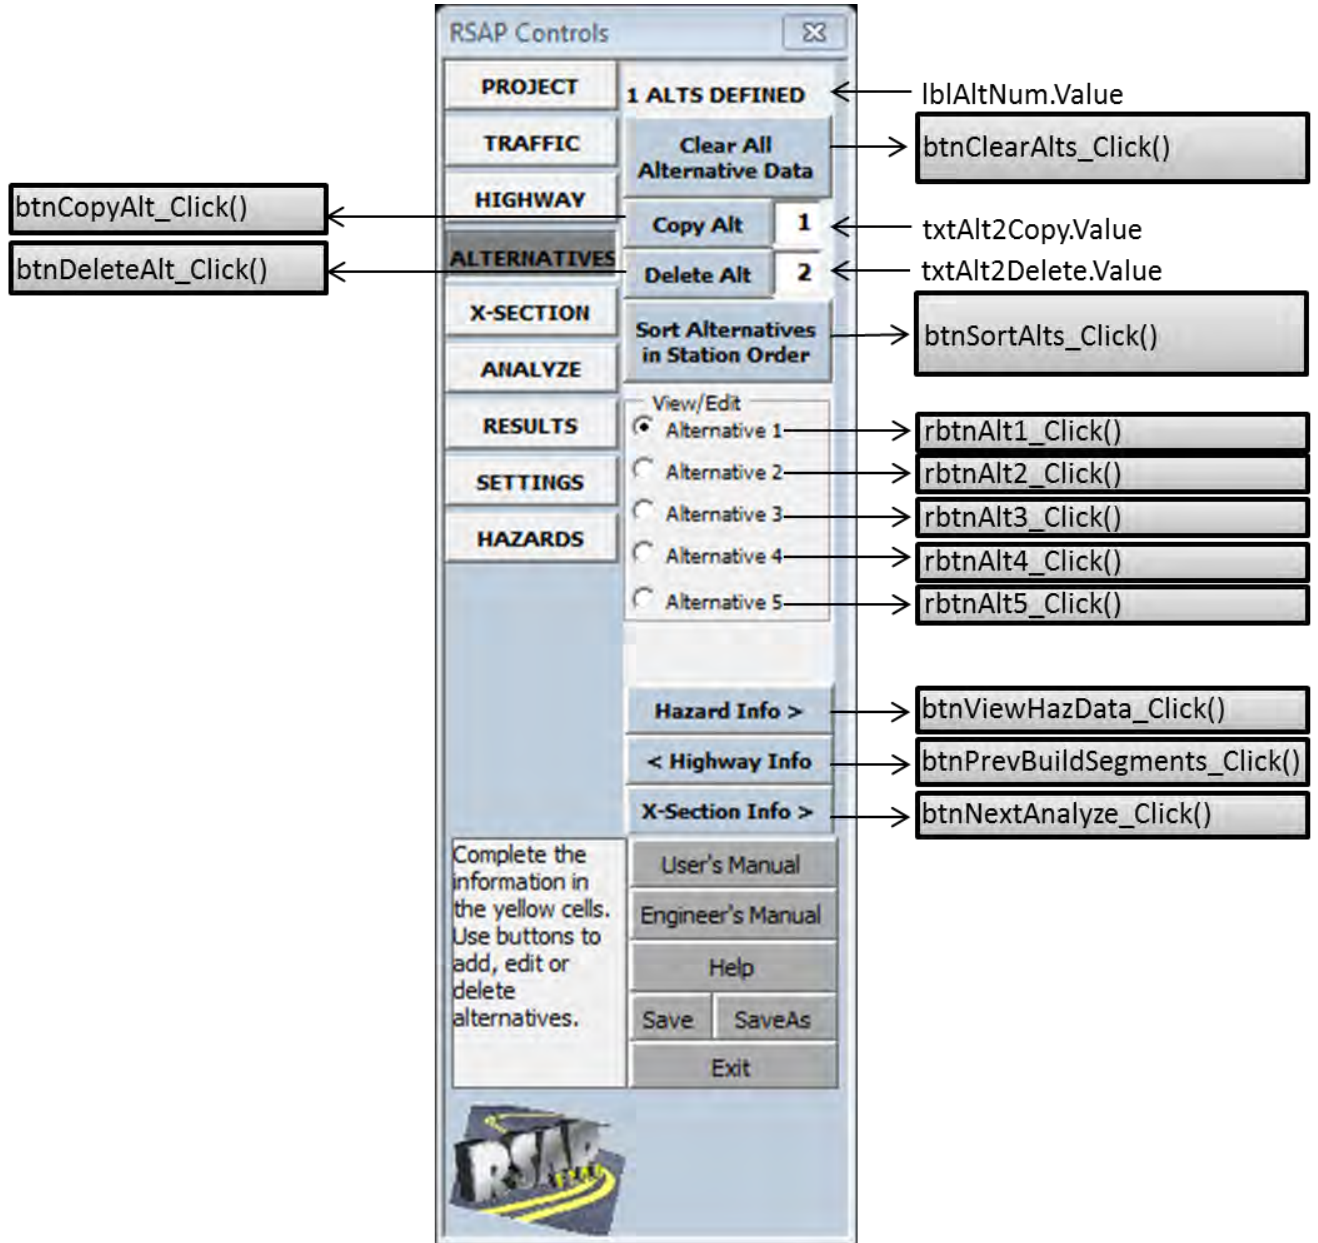 RSAP Controls
PROJECT
TRAFFIC
HIGHWAY
ALTERNATIVES
X-SECTION
ANALYZE
RESULTS
SETTINGS
HAZARDS
1 ALTS DEFINED
lblAltNum.Value
Clear All
Alternative Data
btnClearAlts_Click()
btnCopyAlt_Click()
Copy Alt
1
txtAlt2Copy.Value
btnDeleteAlt_Click()
Delete Alt
2
txtAlt2Delete.Value
Sort Alternatives
in Station Order
btnSortAlts_Click()
View/Edit
Alternative 1
rbtnAlt1_Click()
Alternative 2
rbtnAlt2_Click()
Alternative 3
rbtnAlt3_Click()
Alternative 4
rbtnAlt4_Click()
Alternative 5
rbtnAlt5_Click()
Hazard Info >
btnViewHazData_Click()
< Highway Info
btnPrevBuildSegments_Click()
X-Section Info >
btnNextAnalyze_Click()
Complete the
information in
the yellow cells.
Use buttons to
add, edit or
delete
alternatives.
User's Manual
Engineer's Manual
Help
Save
SaveAs
Exit
RSAP